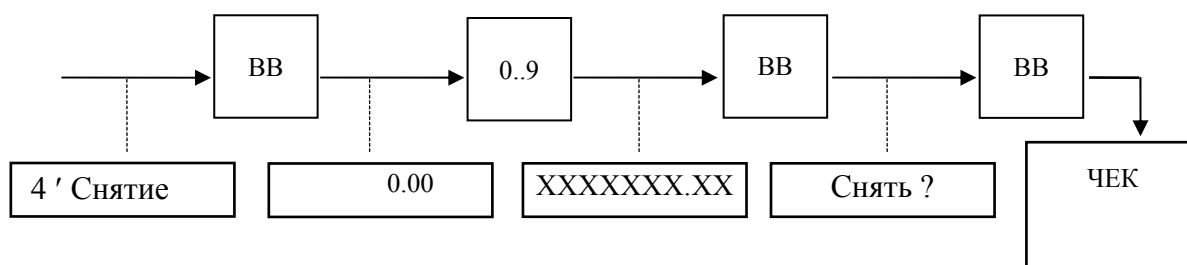 ВВ
0..9
ВВ
ВВ
4 ′ Снятие
0.00
XXXXXXX.XX
Снять ?
ЧЕК